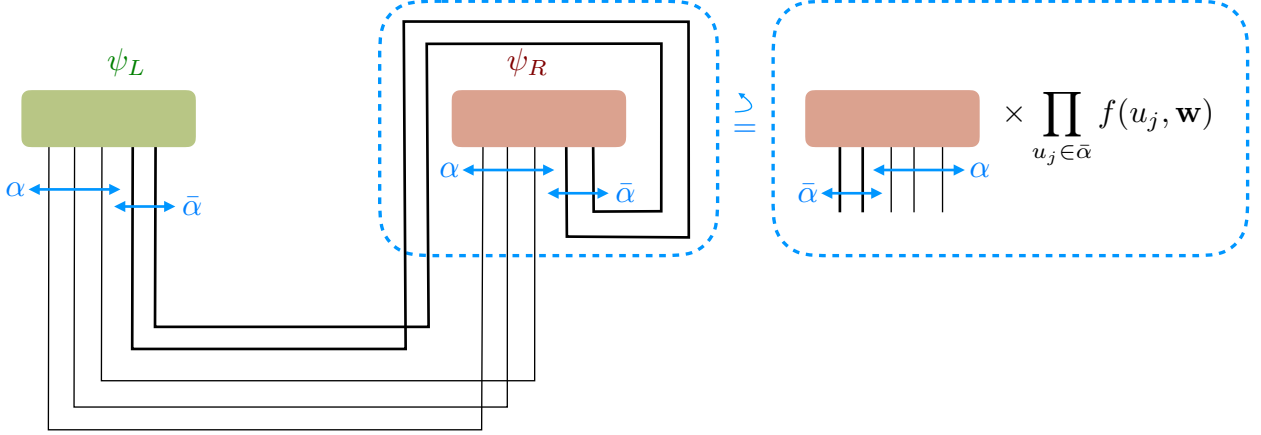 ψ_L
ψ_R
α
ᾱ
α
ᾱ
=
ᾱ
α
× ∏_{u_j∈ᾱ} f(u_j, 𝐰)